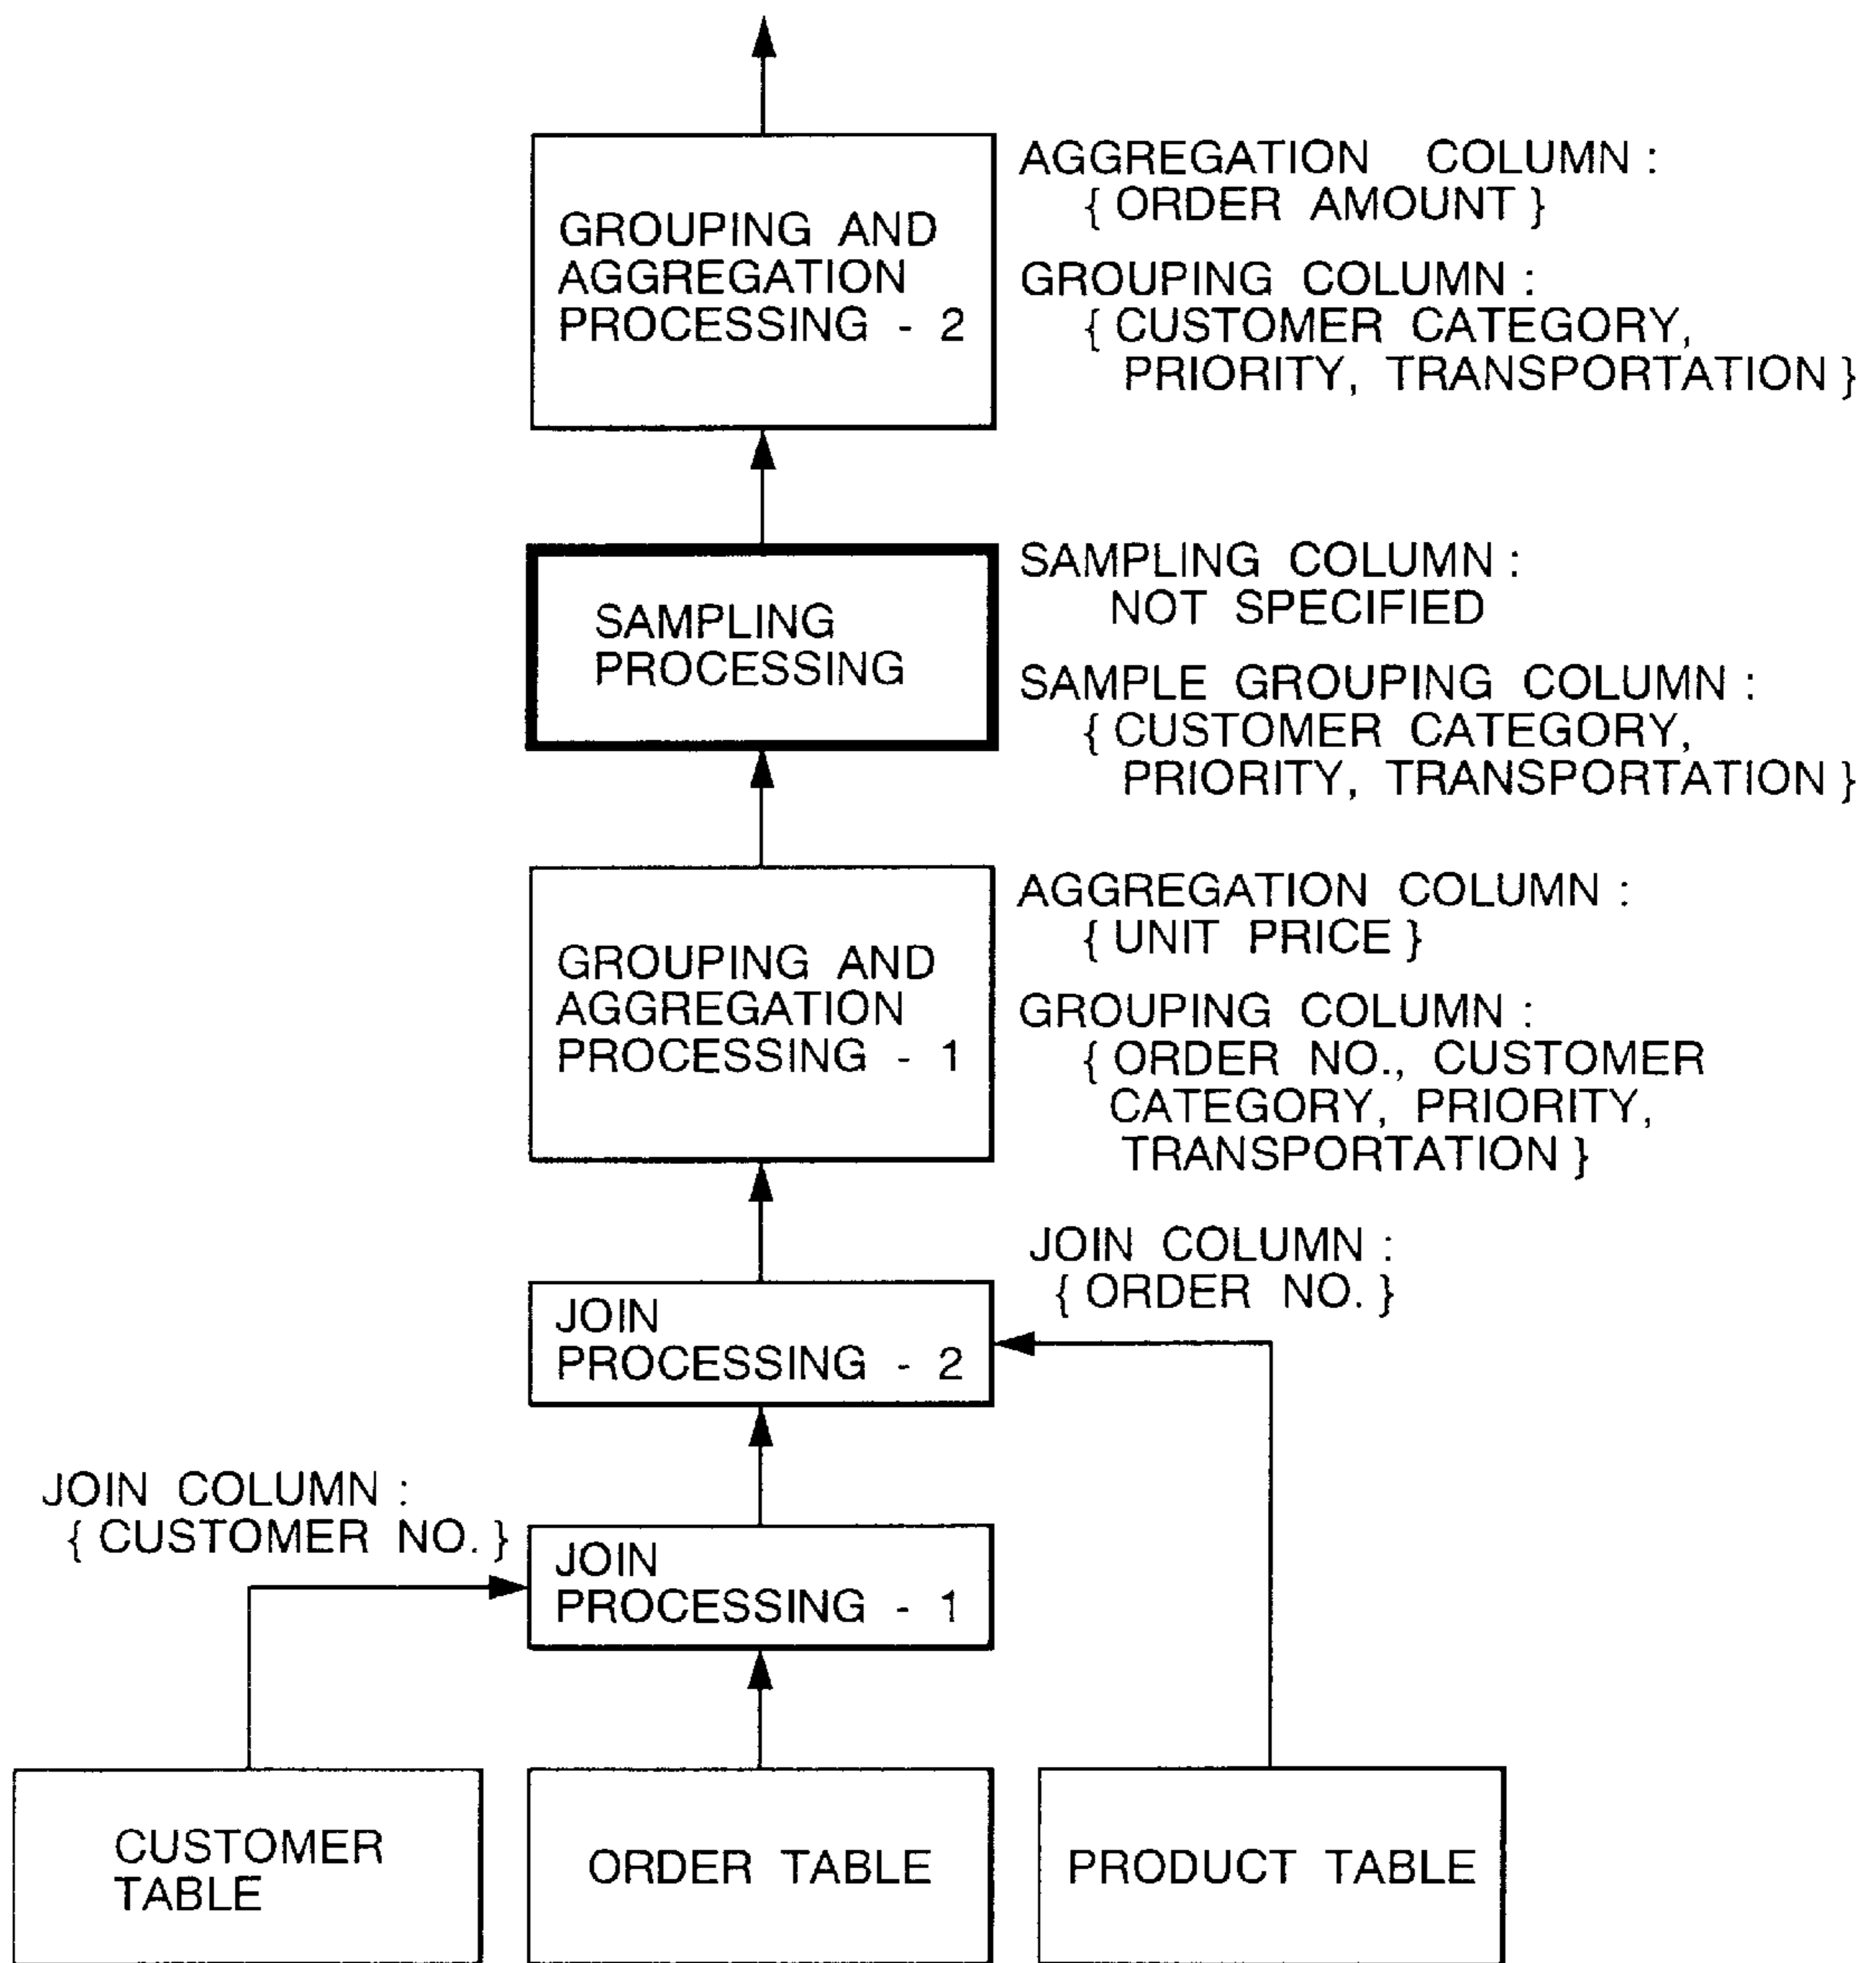 AGGREGATION COLUMN :
{ ORDER AMOUNT }
GROUPING AND
AGGREGATION
PROCESSING - 2
GROUPING COLUMN :
{ CUSTOMER CATEGORY,
PRIORITY, TRANSPORTATION }
SAMPLING
PROCESSING
SAMPLING COLUMN :
NOT SPECIFIED
SAMPLE GROUPING COLUMN :
{ CUSTOMER CATEGORY,
PRIORITY, TRANSPORTATION }
GROUPING AND
AGGREGATION
PROCESSING - 1
AGGREGATION COLUMN :
{ UNIT PRICE }
GROUPING COLUMN :
{ ORDER NO., CUSTOMER
CATEGORY, PRIORITY,
TRANSPORTATION }
JOIN COLUMN :
{ ORDER NO. }
JOIN
PROCESSING - 2
JOIN COLUMN :
{ CUSTOMER NO. }
JOIN
PROCESSING - 1
CUSTOMER
TABLE
ORDER TABLE
PRODUCT TABLE